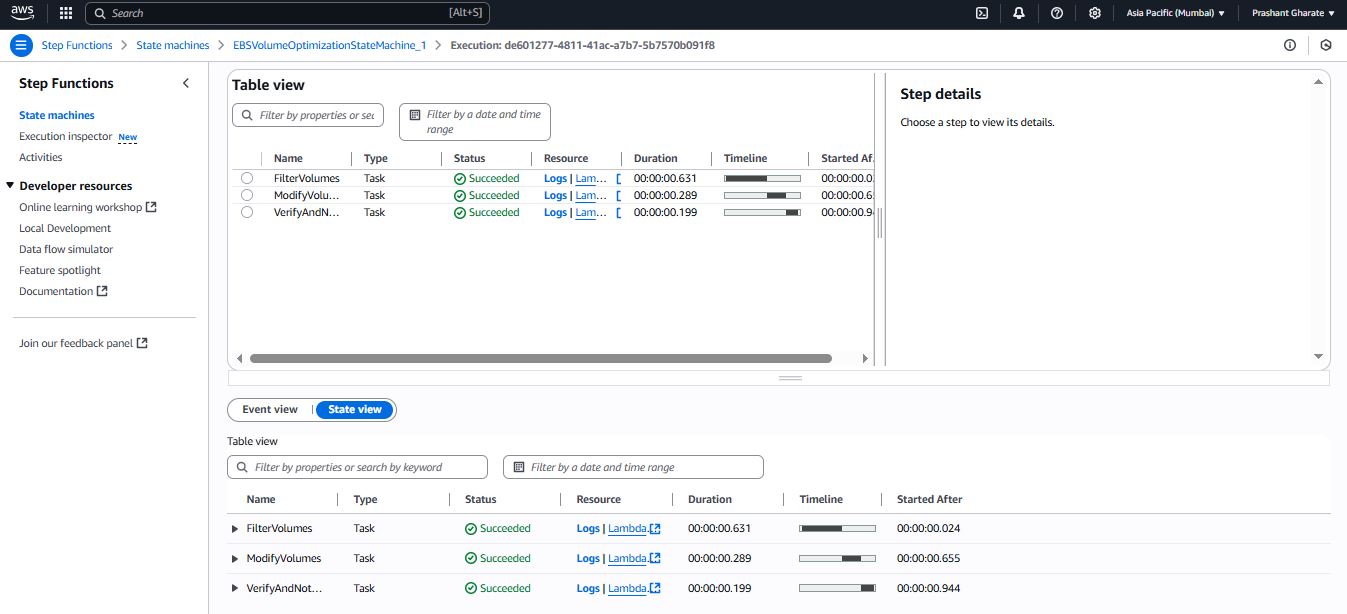 aws
Search [Alt+S]
Asia Pacific (Mumbai) ▼ Prashant Gharate ▼
Step Functions > State machines > EBSVolumeOptimizationStateMachine_1 > Execution: de601277-4811-41ac-a7b7-5b7570b091f8
Step Functions
State machines
Execution inspector New
Activities
Developer resources
Online learning workshop
Local Development
Data flow simulator
Feature spotlight
Documentation
Join our feedback panel
Table view
Filter by properties or sea
Filter by a date and time
range
Name Type Status Resource Duration Timeline Started Af
FilterVolumes Task Succeeded Logs | Lam... 00:00:00.631 00:00:00.02
ModifyVolu... Task Succeeded Logs | Lam... 00:00:00.289 00:00:00.65
VerifyAndN... Task Succeeded Logs | Lam... 00:00:00.199 00:00:00.94
Step details
Choose a step to view its details.
Event view State view
Table view
Filter by properties or search by keyword Filter by a date and time range
Name Type Status Resource Duration Timeline Started After
FilterVolumes Task Succeeded Logs | Lambda 00:00:00.631 00:00:00.024
ModifyVolumes Task Succeeded Logs | Lambda 00:00:00.289 00:00:00.655
VerifyAndNot... Task Succeeded Logs | Lambda 00:00:00.199 00:00:00.944